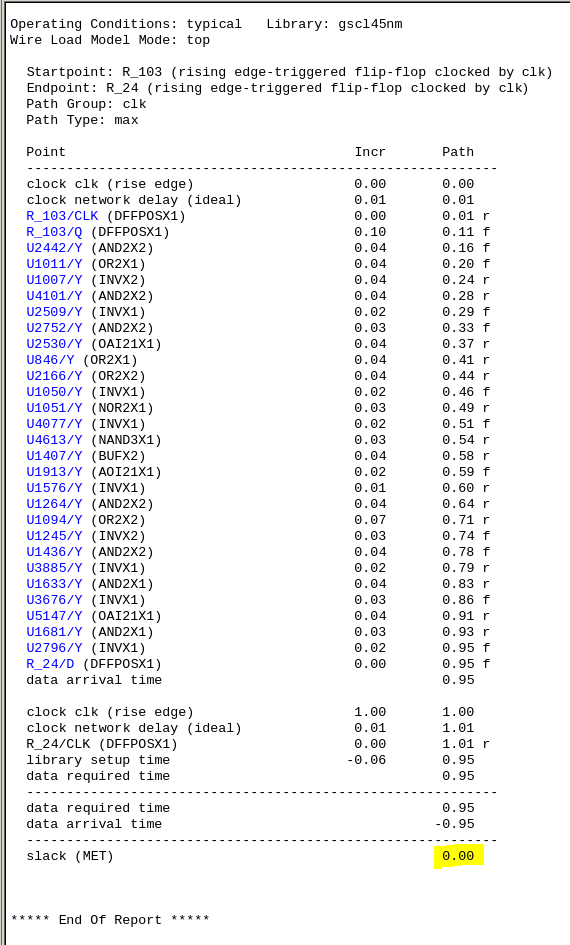 Operating Conditions: typical   Library: gscl45nm
Wire Load Model Mode: top
Startpoint: R_103 (rising edge-triggered flip-flop clocked by clk)
Endpoint: R_24 (rising edge-triggered flip-flop clocked by clk)
Path Group: clk
Path Type: max
Point Incr Path
-----------------------------------------------------------
clock clk (rise edge) 0.00 0.00
clock network delay (ideal) 0.01 0.01
R_103/CLK (DFFPOSX1) 0.00 0.01 r
R_103/Q (DFFPOSX1) 0.10 0.11 f
U2442/Y (AND2X2) 0.04 0.16 f
U1011/Y (OR2X1) 0.04 0.20 f
U1007/Y (INVX2) 0.04 0.24 r
U4101/Y (AND2X2) 0.04 0.28 r
U2509/Y (INVX1) 0.02 0.29 f
U2752/Y (AND2X2) 0.03 0.33 f
U2530/Y (OAI21X1) 0.04 0.37 r
U846/Y (OR2X1) 0.04 0.41 r
U2166/Y (OR2X2) 0.04 0.44 r
U1050/Y (INVX1) 0.02 0.46 f
U1051/Y (NOR2X1) 0.03 0.49 r
U4077/Y (INVX1) 0.02 0.51 f
U4613/Y (NAND3X1) 0.03 0.54 r
U1407/Y (BUFX2) 0.04 0.58 r
U1913/Y (AOI21X1) 0.02 0.59 f
U1576/Y (INVX1) 0.01 0.60 r
U1264/Y (AND2X2) 0.04 0.64 r
U1094/Y (OR2X2) 0.07 0.71 r
U1245/Y (INVX2) 0.03 0.74 f
U1436/Y (AND2X2) 0.04 0.78 f
U3885/Y (INVX1) 0.02 0.79 r
U1633/Y (AND2X1) 0.04 0.83 r
U3676/Y (INVX1) 0.03 0.86 f
U5147/Y (OAI21X1) 0.04 0.91 r
U1681/Y (AND2X1) 0.03 0.93 r
U2796/Y (INVX1) 0.02 0.95 f
R_24/D (DFFPOSX1) 0.00 0.95 f
data arrival time 0.95
clock clk (rise edge) 1.00 1.00
clock network delay (ideal) 0.01 1.01
R_24/CLK (DFFPOSX1) 0.00 1.01 r
library setup time -0.06 0.95
data required time 0.95
-----------------------------------------------------------
data required time 0.95
data arrival time -0.95
-----------------------------------------------------------
slack (MET) 0.00
***** End Of Report *****